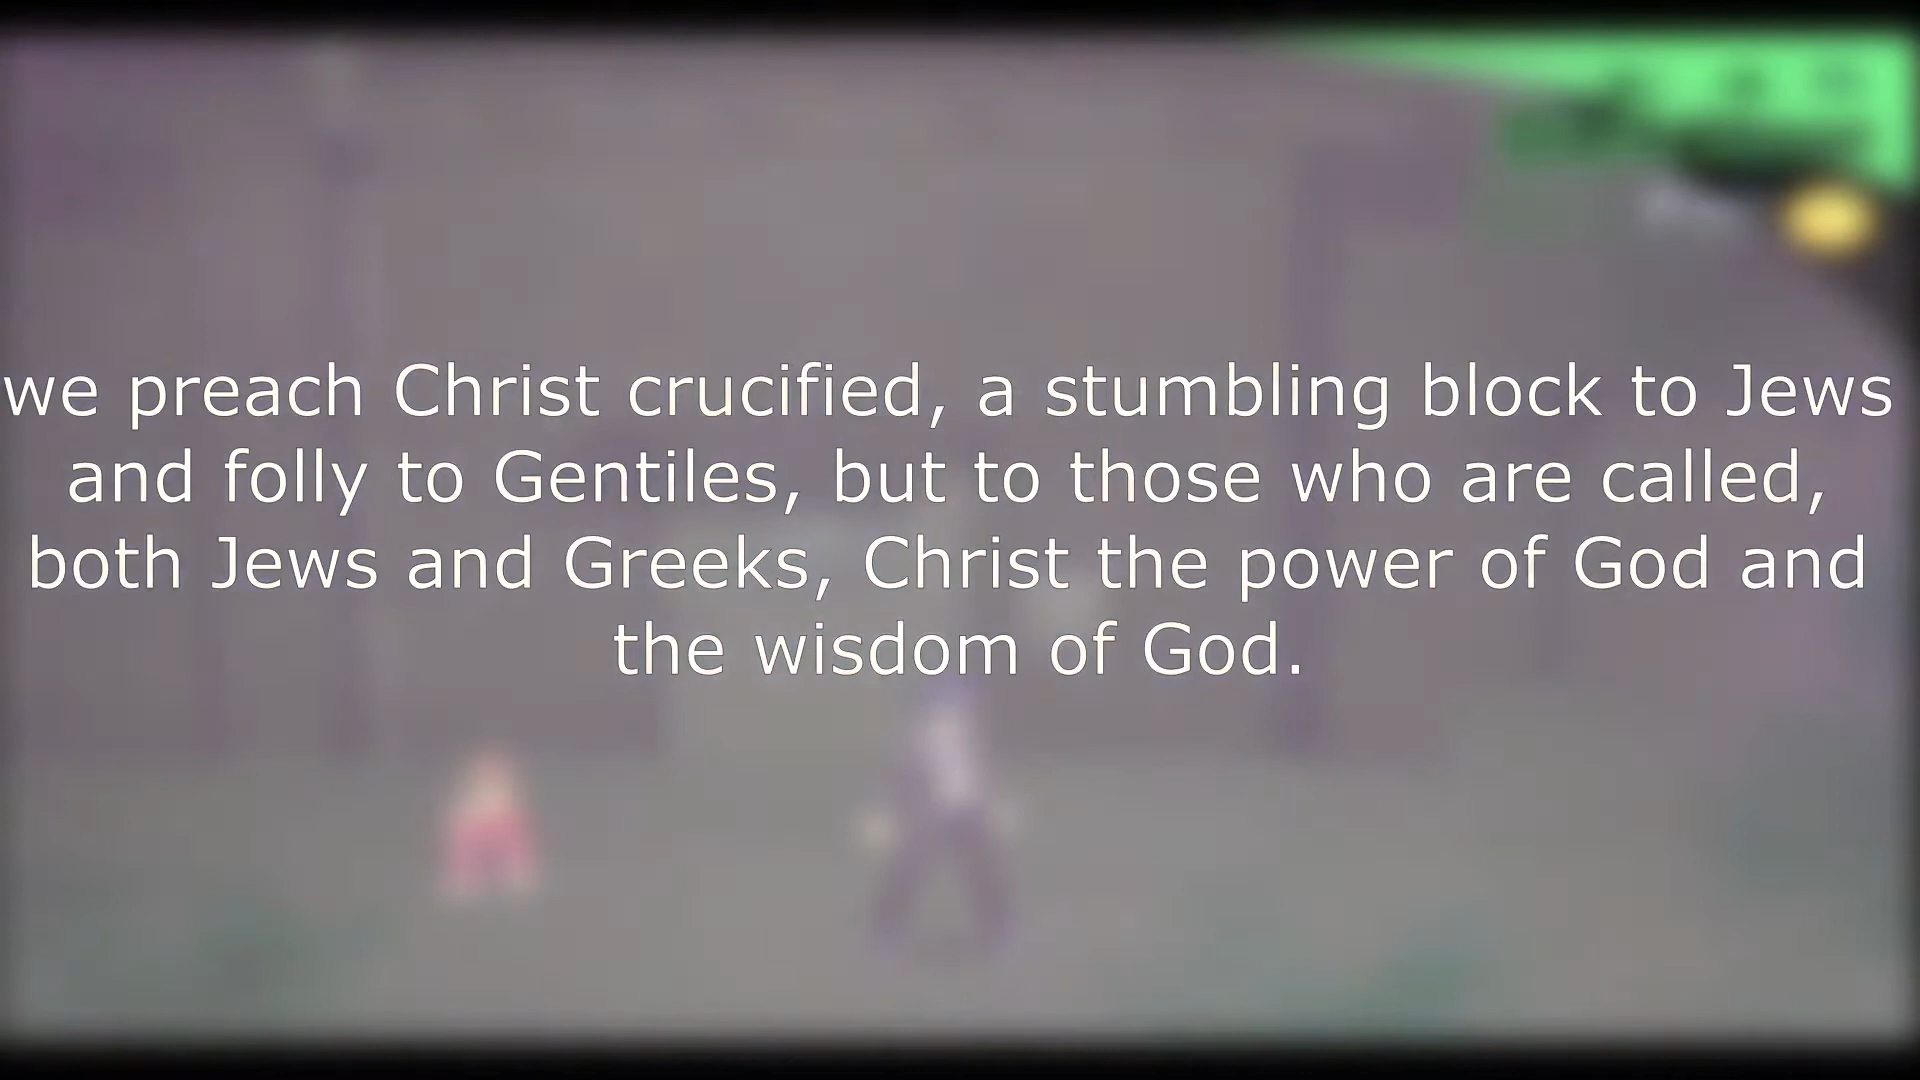 we preach Christ crucified, a stumbling block to Jews
and folly to Gentiles, but to those who are called,
both Jews and Greeks, Christ the power of God and
the wisdom of God.